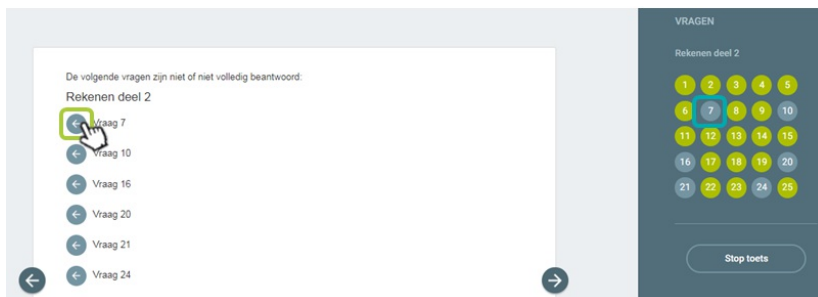 De volgende vragen zijn niet of niet volledig beantwoord:
Rekenen deel 2
Vraag 7
Vraag 10
Vraag 16
Vraag 20
Vraag 21
Vraag 24
VRAGEN
Rekenen deel 2
1 2 3 4 5
6 7 8 9 10
11 12 13 14 15
16 17 18 19 20
21 22 23 24 25
Stop toets